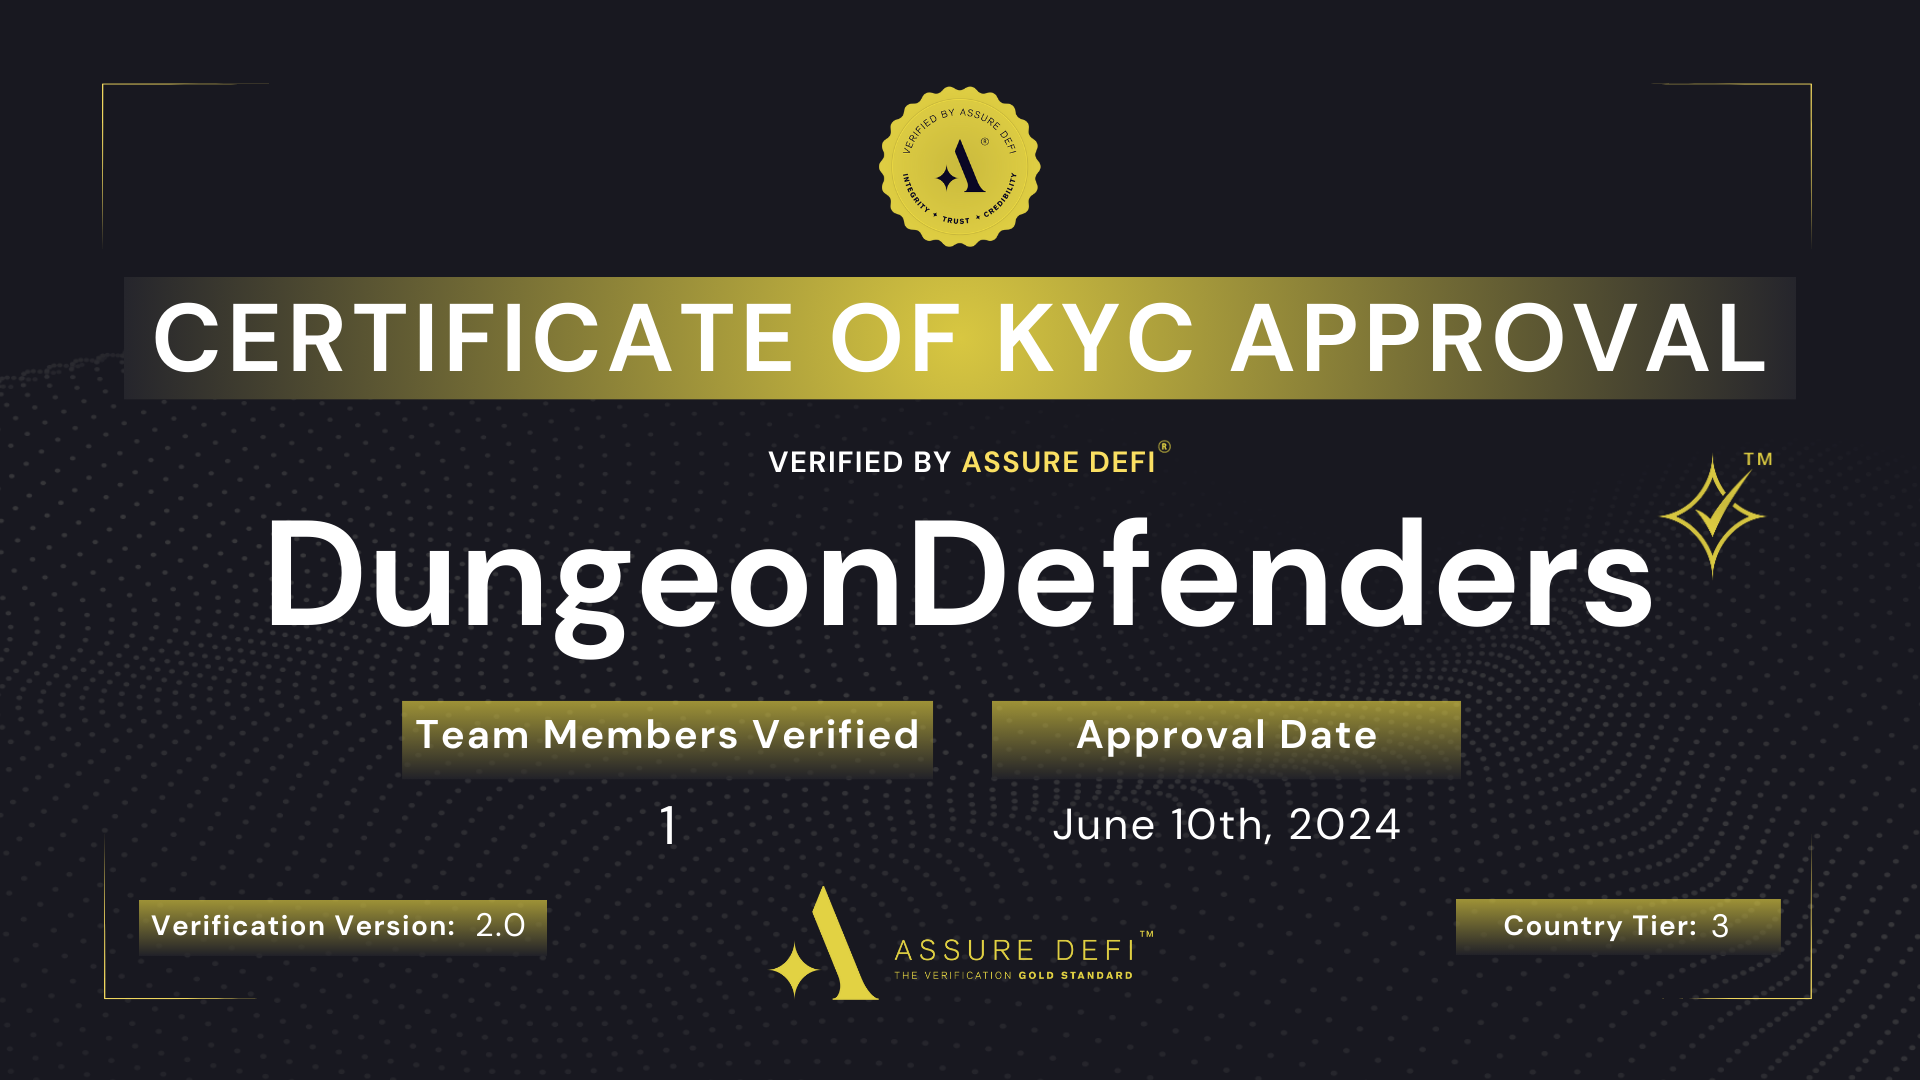 VERIFIED BY ASSURE DEFI
A®
INTEGRITY ✦ TRUST ✦ CREDIBILITY
CERTIFICATE OF KYC APPROVAL
VERIFIED BY ASSURE DEFI®
TM
DungeonDefenders
Team Members Verified
Approval Date
1
June 10th, 2024
Verification Version: 2.0
Country Tier: 3
ASSURE DEFI™
THE VERIFICATION GOLD STANDARD